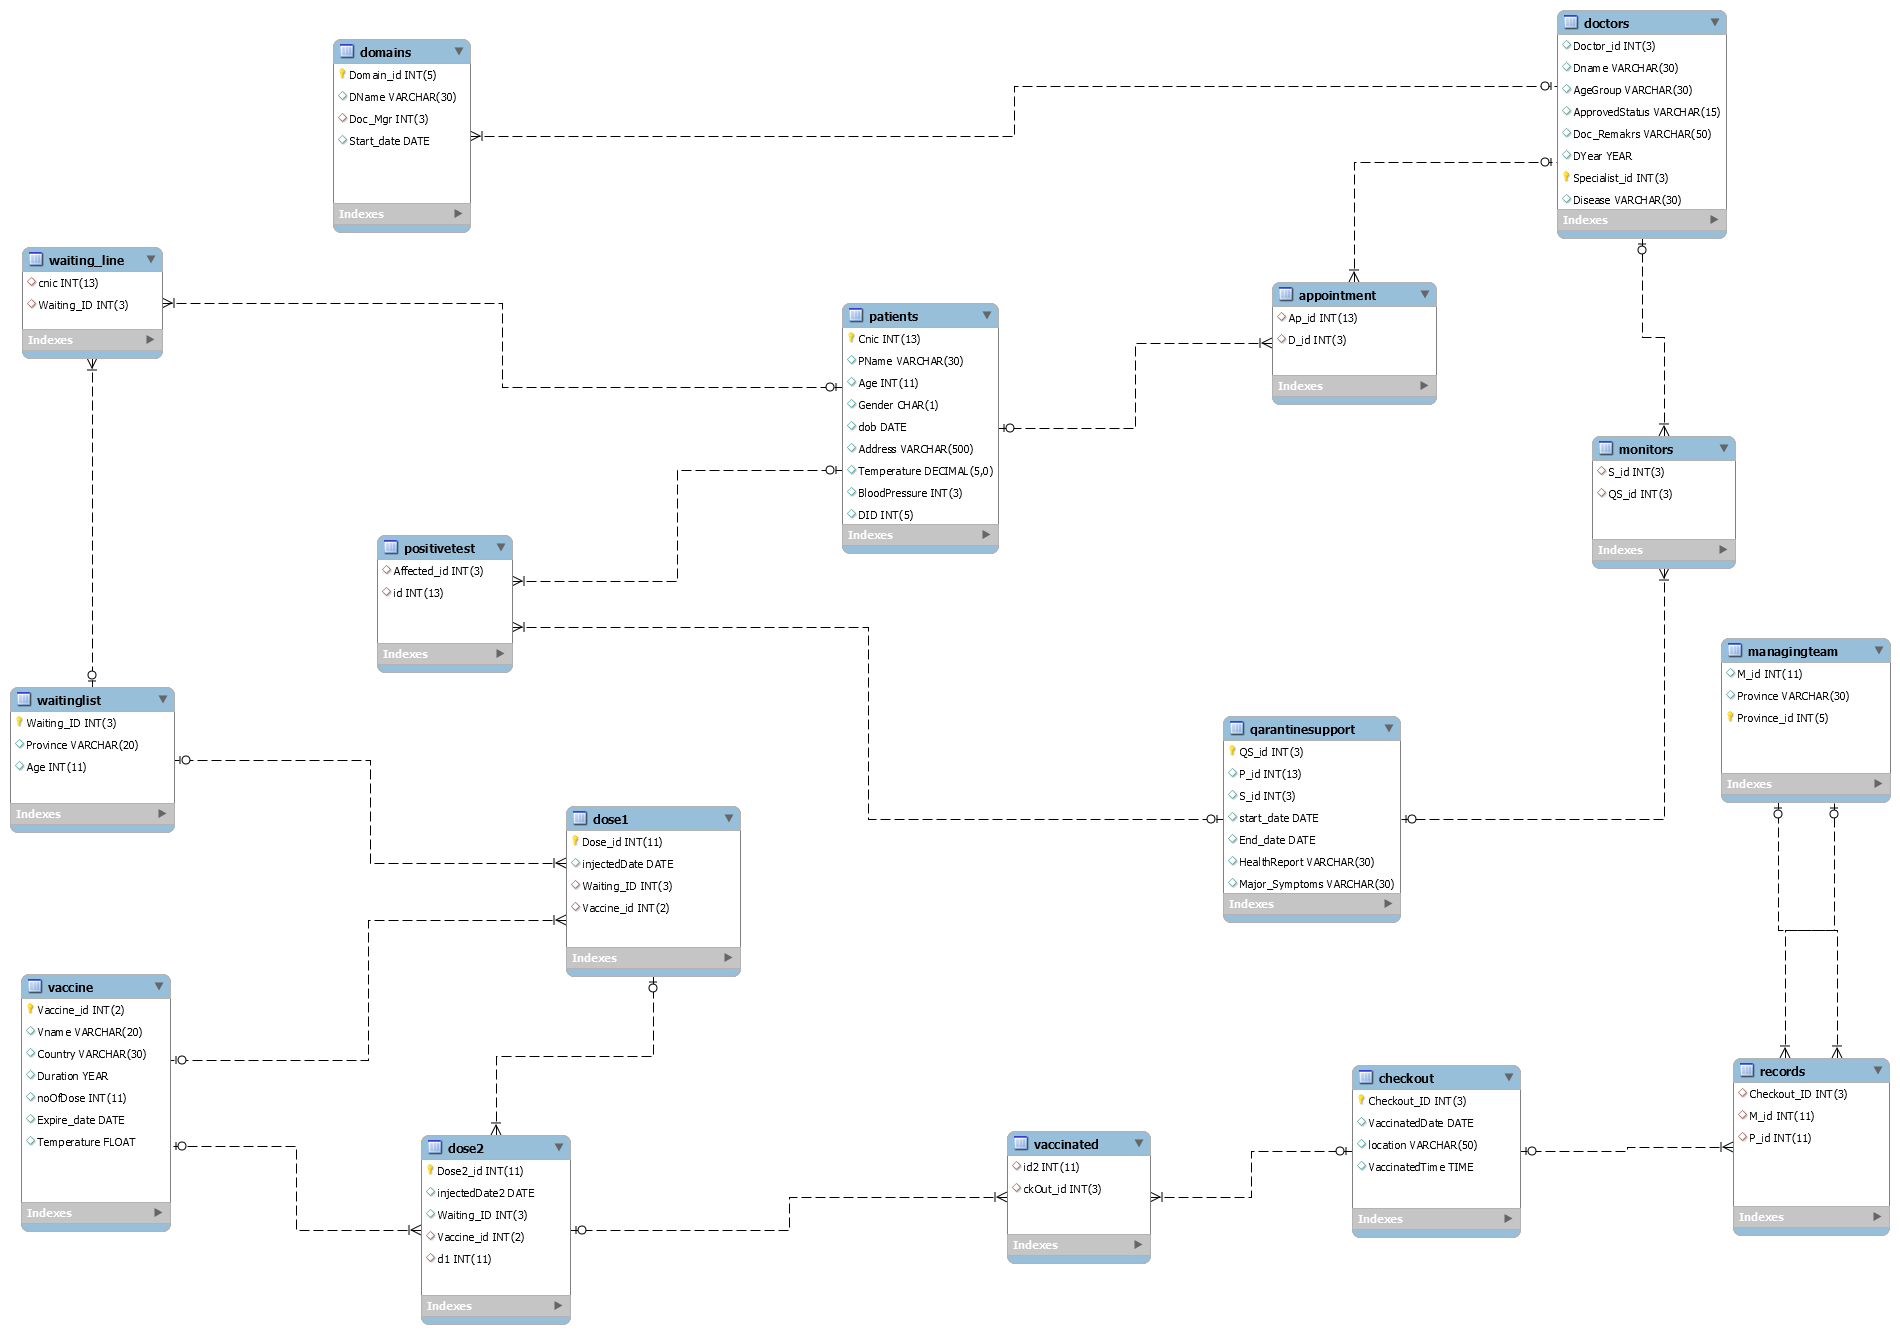 domains
Domain_id INT(5)
DName VARCHAR(30)
Doc_Mgr INT(3)
Start_date DATE
Indexes
doctors
Doctor_id INT(3)
Dname VARCHAR(30)
AgeGroup VARCHAR(30)
ApprovedStatus VARCHAR(15)
Doc_Remakrs VARCHAR(50)
DYear YEAR
Specialist_id INT(3)
Disease VARCHAR(30)
Indexes
waiting_line
cnic INT(13)
Waiting_ID INT(3)
Indexes
patients
Cnic INT(13)
PName VARCHAR(30)
Age INT(11)
Gender CHAR(1)
dob DATE
Address VARCHAR(500)
Temperature DECIMAL(5,0)
BloodPressure INT(3)
DID INT(5)
Indexes
appointment
Ap_id INT(13)
D_id INT(3)
Indexes
monitors
S_id INT(3)
QS_id INT(3)
Indexes
positivetest
Affected_id INT(3)
id INT(13)
Indexes
managingteam
M_id INT(11)
Province VARCHAR(30)
Province_id INT(5)
Indexes
waitinglist
Waiting_ID INT(3)
Province VARCHAR(20)
Age INT(11)
Indexes
qarantinesupport
QS_id INT(3)
P_id INT(13)
S_id INT(3)
start_date DATE
End_date DATE
HealthReport VARCHAR(30)
Major_Symptoms VARCHAR(30)
Indexes
dose1
Dose_id INT(11)
injectedDate DATE
Waiting_ID INT(3)
Vaccine_id INT(2)
Indexes
vaccine
Vaccine_id INT(2)
Vname VARCHAR(20)
Country VARCHAR(30)
Duration YEAR
noOfDose INT(11)
Expire_date DATE
Temperature FLOAT
Indexes
dose2
Dose2_id INT(11)
injectedDate2 DATE
Waiting_ID INT(3)
Vaccine_id INT(2)
d1 INT(11)
Indexes
vaccinated
id2 INT(11)
ckOut_id INT(3)
Indexes
checkout
Checkout_ID INT(3)
VaccinatedDate DATE
location VARCHAR(50)
VaccinatedTime TIME
Indexes
records
Checkout_ID INT(3)
M_id INT(11)
P_id INT(11)
Indexes